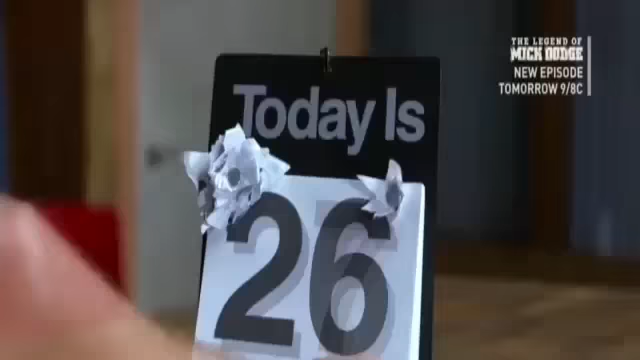 THE LEGEND OF
MICK DODGE
NEW EPISODE
TOMORROW 9/8C
Today Is
26